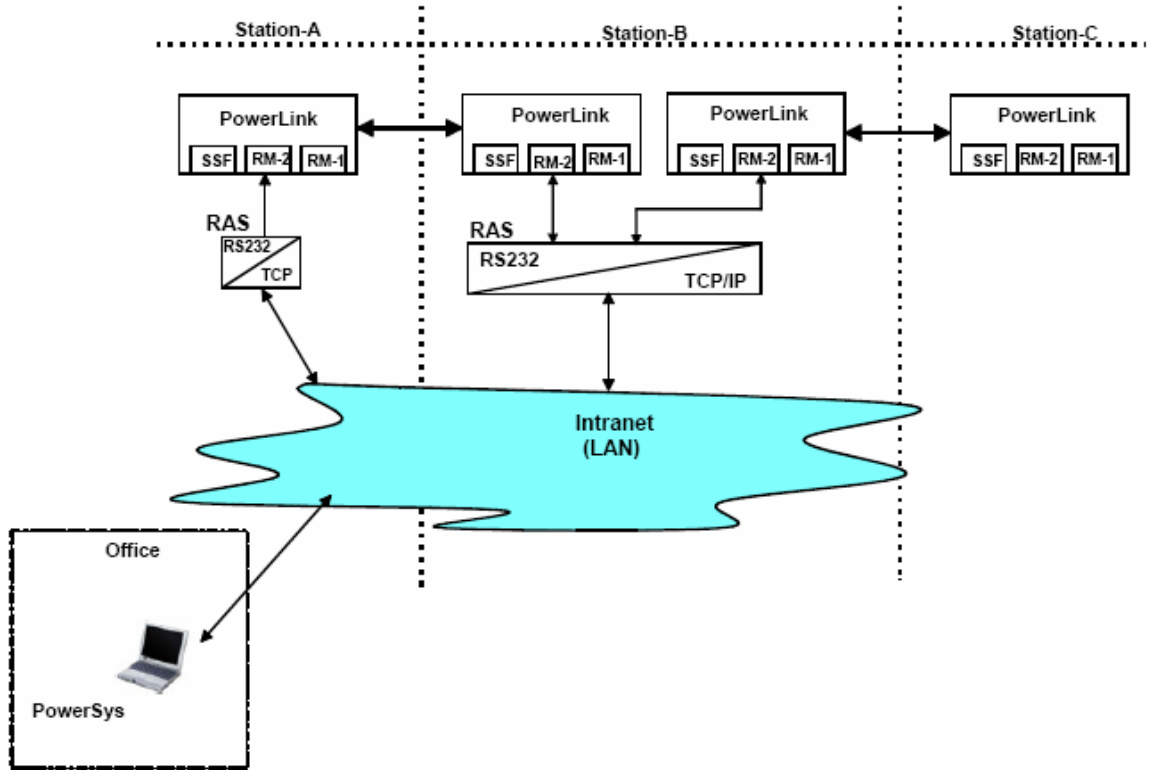 Station-A
Station-B
Station-C
PowerLink
SSF
RM-2
RM-1
PowerLink
SSF
RM-2
RM-1
PowerLink
SSF
RM-2
RM-1
PowerLink
SSF
RM-2
RM-1
RAS
RS232
TCP
RAS
RS232
TCP/IP
Intranet
(LAN)
Office
PowerSys